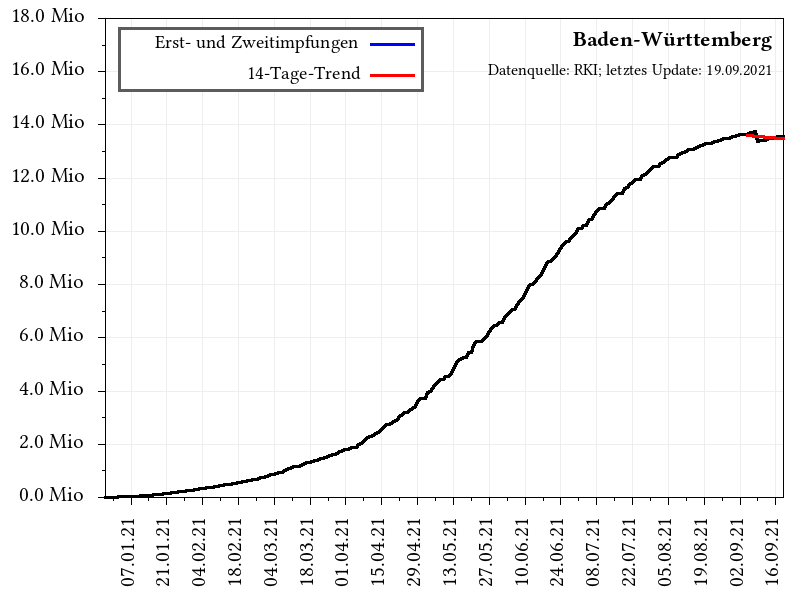 18.0 Mio
16.0 Mio
14.0 Mio
12.0 Mio
10.0 Mio
8.0 Mio
6.0 Mio
4.0 Mio
2.0 Mio
0.0 Mio
Erst- und Zweitimpfungen
14-Tage-Trend
Baden-Württemberg
Datenquelle: RKI; letztes Update: 19.09.2021
07.01.21
21.01.21
04.02.21
18.02.21
04.03.21
18.03.21
01.04.21
15.04.21
29.04.21
13.05.21
27.05.21
10.06.21
24.06.21
08.07.21
22.07.21
05.08.21
19.08.21
02.09.21
16.09.21